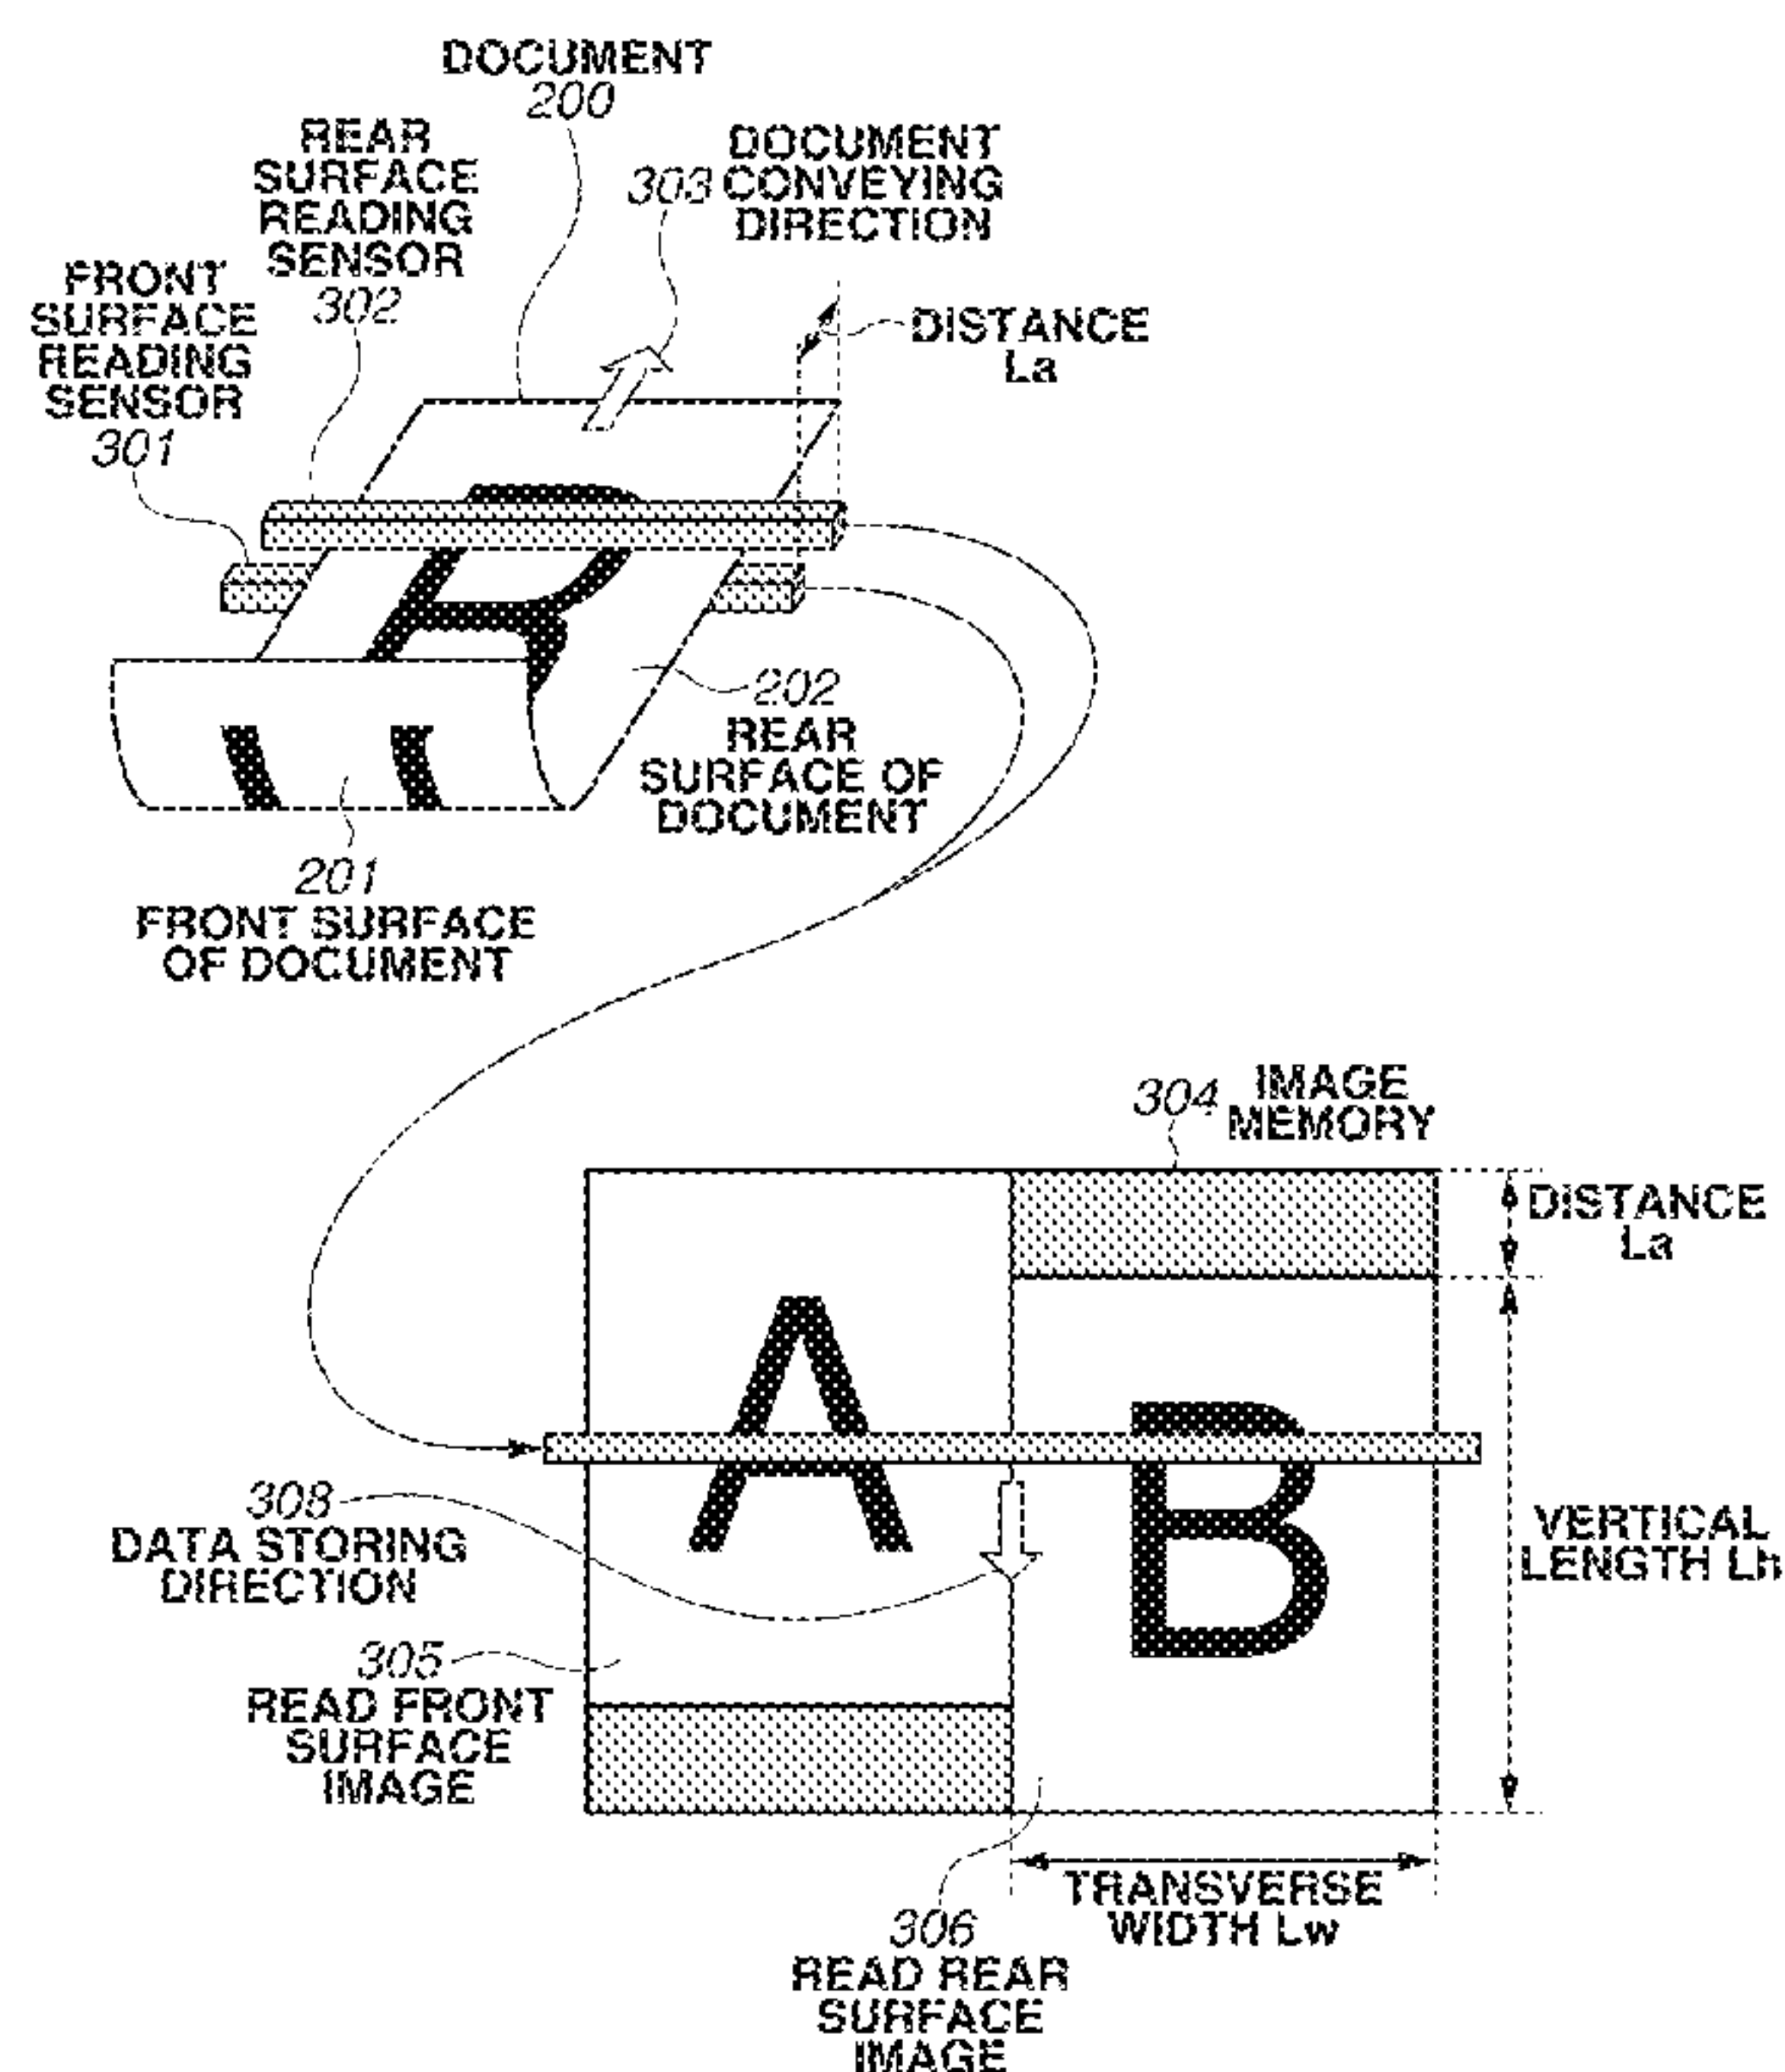 DOCUMENT
200
REAR
SURFACE
READING
SENSOR
302
303 DOCUMENT
CONVEYING
DIRECTION
FRONT
SURFACE
READING
SENSOR
301
DISTANCE
La
202
REAR
SURFACE OF
DOCUMENT
201
FRONT SURFACE
OF DOCUMENT
304 IMAGE
MEMORY
DISTANCE
La
A
B
308
DATA STORING
DIRECTION
VERTICAL
LENGTH Lh
305
READ FRONT
SURFACE
IMAGE
TRANSVERSE
WIDTH Lw
306
READ REAR
SURFACE
IMAGE